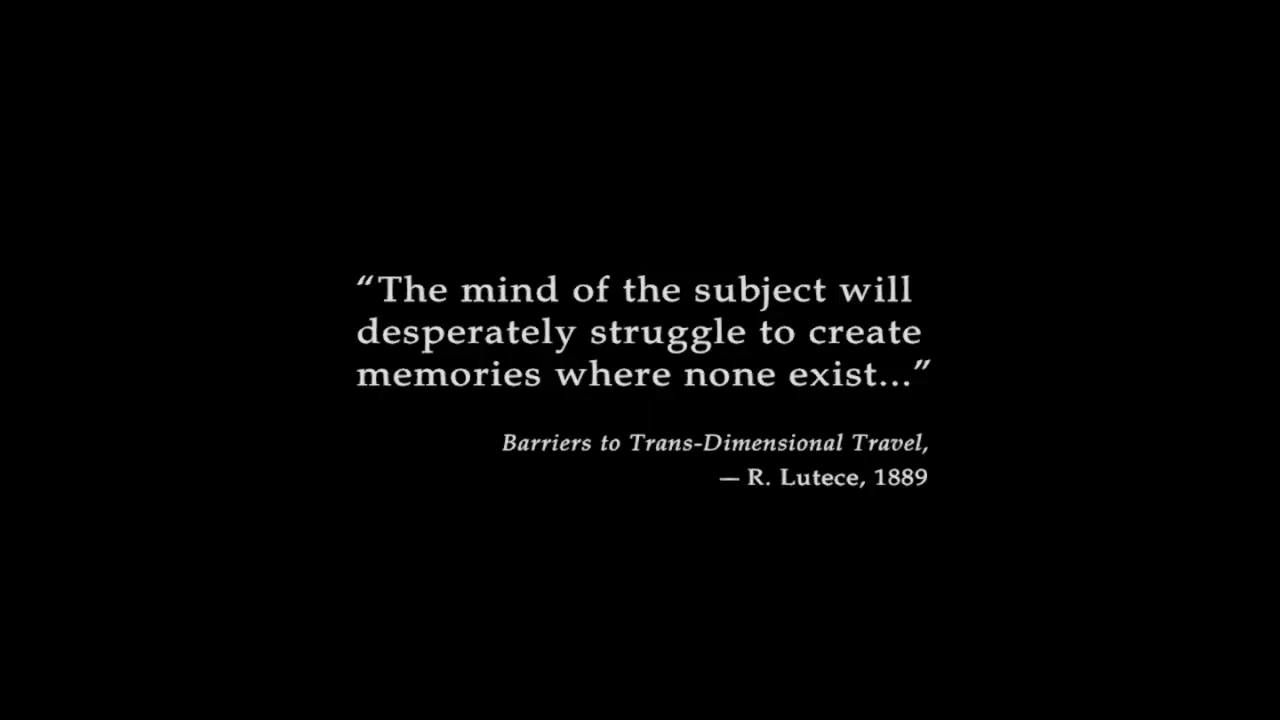 “The mind of the subject will
desperately struggle to create
memories where none exist...”
Barriers to Trans-Dimensional Travel,
— R. Lutece, 1889